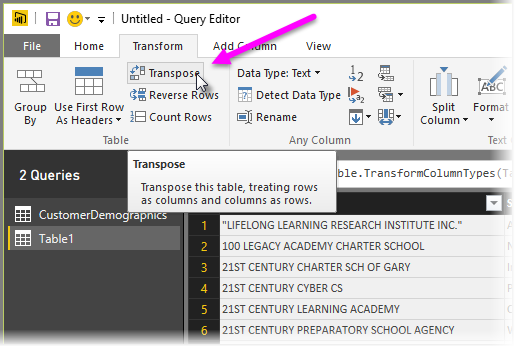 Untitled - Query Editor
File Home Transform Add Column View
Group By
Use First Row As Headers
Transpose
Reverse Rows
Count Rows
Table
Data Type: Text
Detect Data Type
Rename
Any Column
Split Column
Format
ABC
Text
2 Queries
CustomerDemographics
Table1
Transpose
Transpose this table, treating rows
as columns and columns as rows.
ble.TransformColumnTypes(
1 "LIFELONG LEARNING RESEARCH INSTITUTE INC."
2 100 LEGACY ACADEMY CHARTER SCHOOL
3 21ST CENTURY CHARTER SCH OF GARY
4 21ST CENTURY CYBER CS
5 21ST CENTURY LEARNING ACADEMY
6 21ST CENTURY PREPARATORY SCHOOL AGENCY